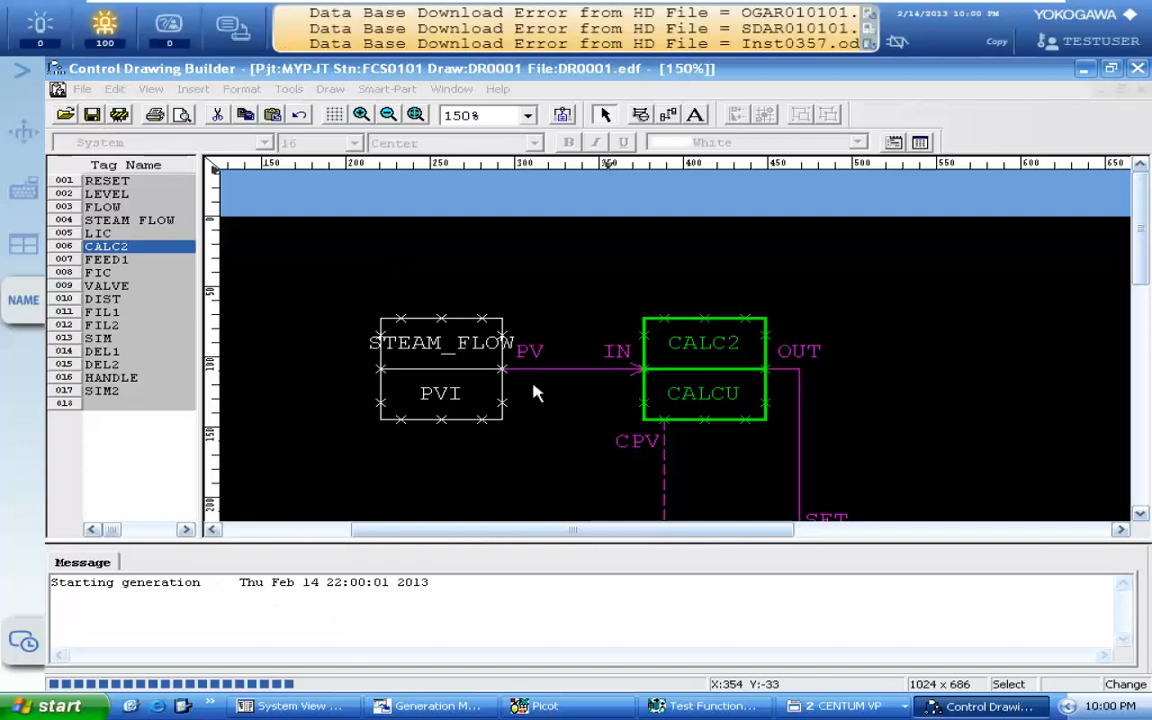 Data Base Download Error from HD File = OGAR010101.
Data Base Download Error from HD File = SDAR010101.
Data Base Download Error from HD File = Inst0357.od
2/14/2013 10:00 PM
YOKOGAWA
0
100
0
Copy
TESTUSER
Control Drawing Builder - [Pjt:MYPJT Stn:FCS0101 Draw:DR0001 File:DR0001.edf - [150%]]
File Edit View Insert Format Tools Draw Smart-Part Window Help
150%
A
System 16 Center B I U White
Tag Name
150 200 250 300 350 400 450 500 550 600 650
001 RESET
002 LEVEL
003 FLOW
004 STEAM FLOW
005 LIC
006 CALC2
007 FEED1
008 FIC
009 VALVE
010 DIST
011 FIL1
012 FIL2
013 SIM
014 DEL1
015 DEL2
016 HANDLE
017 SIM2
018
NAME
0
50
100
150
200
STEAM_FLOW PV IN CALC2 OUT
PVI CALCU
CPV
SET
Message
Starting generation Thu Feb 14 22:00:01 2013
X:354 Y:-33 1024 x 686 Select Change
start
System View ...
Generation M...
Picot
Test Function...
2 CENTUM VP
Control Drawi...
10:00 PM